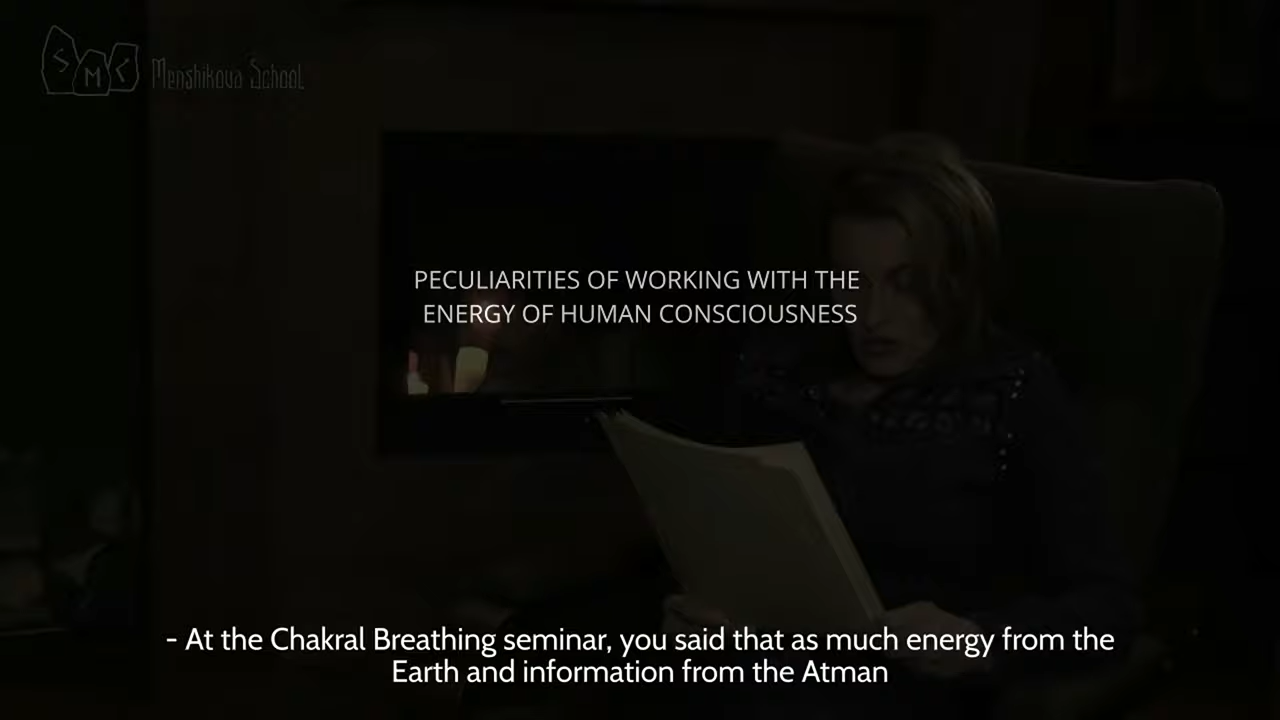 SMC
Menshikova School
PECULIARITIES OF WORKING WITH THE
ENERGY OF HUMAN CONSCIOUSNESS
- At the Chakral Breathing seminar, you said that as much energy from the
Earth and information from the Atman